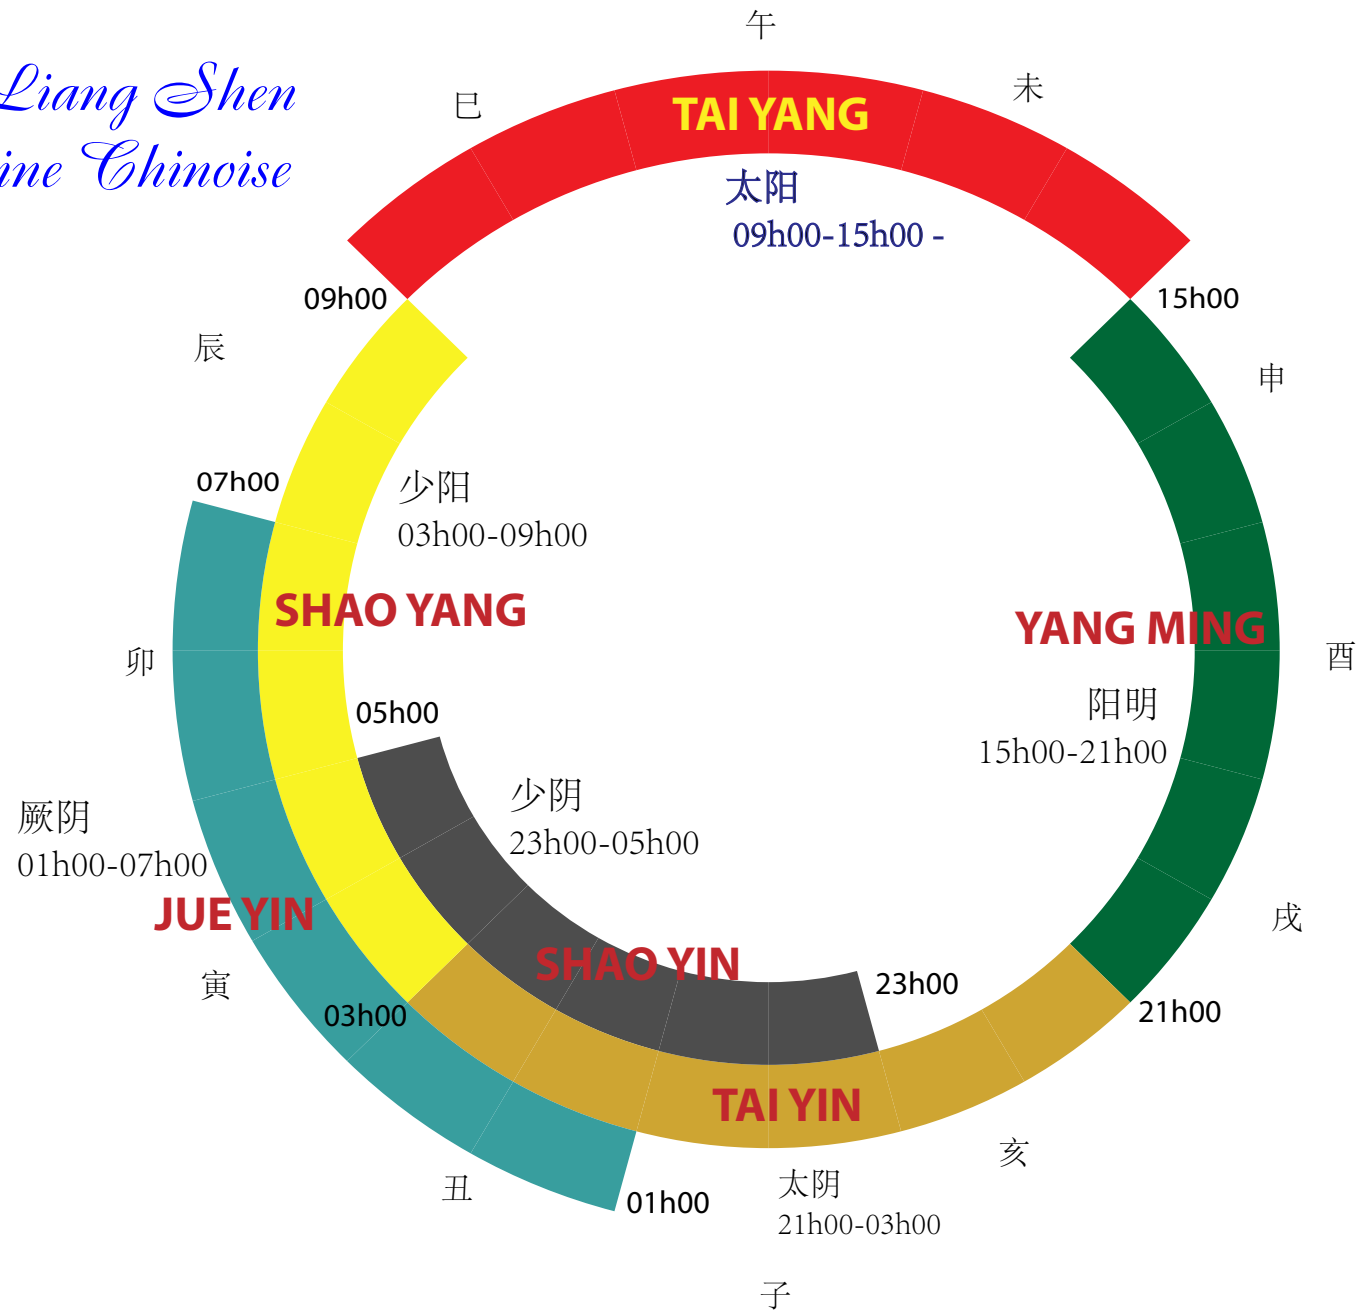 午
Liang Shen
未
巳
TAI YANG
ine Chinoise
太阳
09h00-15h00 -
09h00
15h00
辰
申
07h00
少阳
03h00-09h00
SHAO YANG
YANG MING
卯
酉
05h00
阳明
15h00-21h00
少阴
23h00-05h00
厥阴
01h00-07h00
JUE YIN
戌
SHAO YIN
寅
23h00
03h00
21h00
TAI YIN
亥
丑
太阴
01h00
21h00-03h00
子